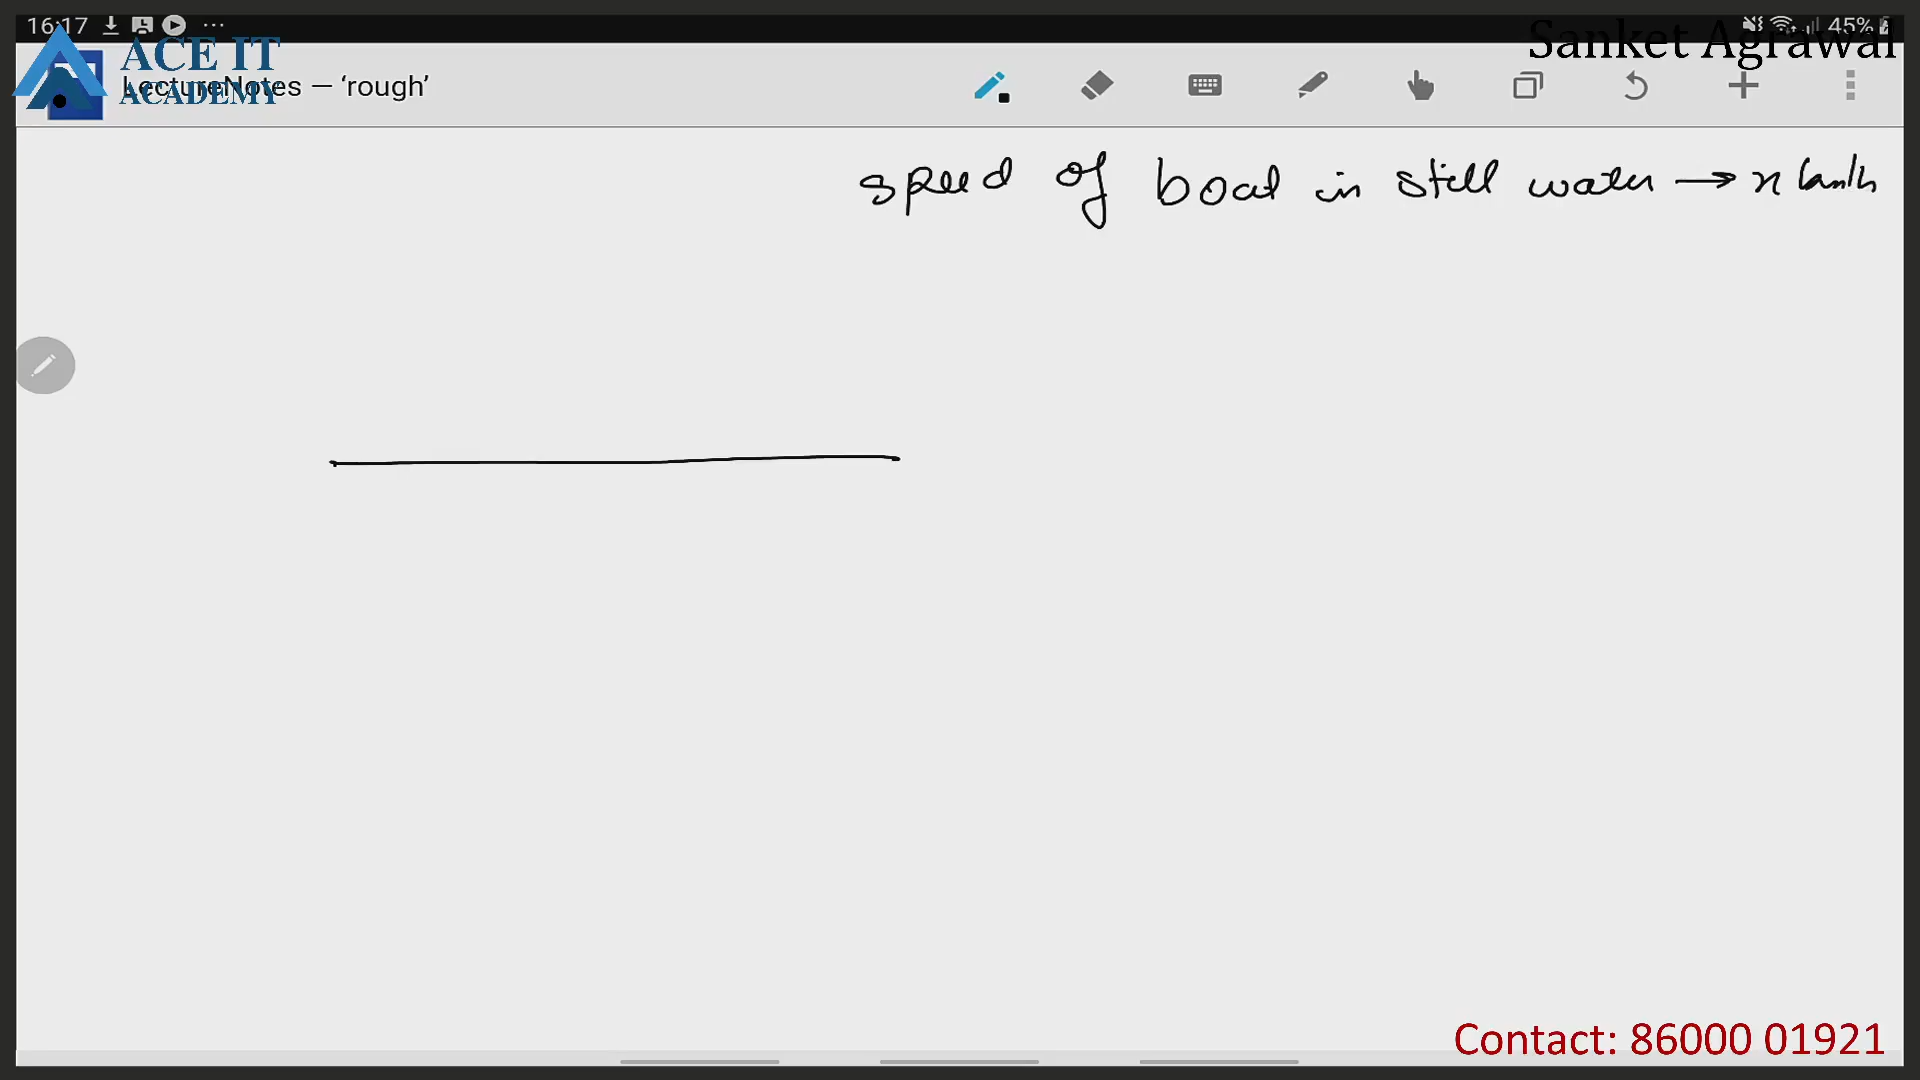 16:17
45%
Sanket Agrawal
ACE IT
ACADEMY
LectureNotes — ‘rough’
speed of boat in still water → x km/h
Contact: 86000 01921